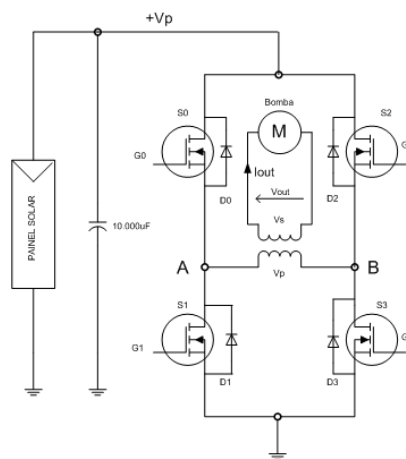 +Vp
S0
Bomba
S2
M
G0
G
Iout
Vout
D0
D2
Vs
PAINEL SOLAR
10.000uF
A
B
Vp
S1
S3
G1
G
D1
D3